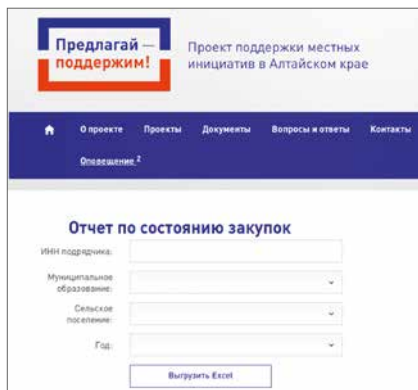 Предлагай —
поддержим!
Проект поддержки местных
инициатив в Алтайском крае
О проекте Проекты Документы Вопросы и ответы Контакты
Оповещение 2
Отчет по состоянию закупок
ИНН подрядчика:
Муниципальное
образование:
Сельское
поселение:
Год:
Выгрузить Excel